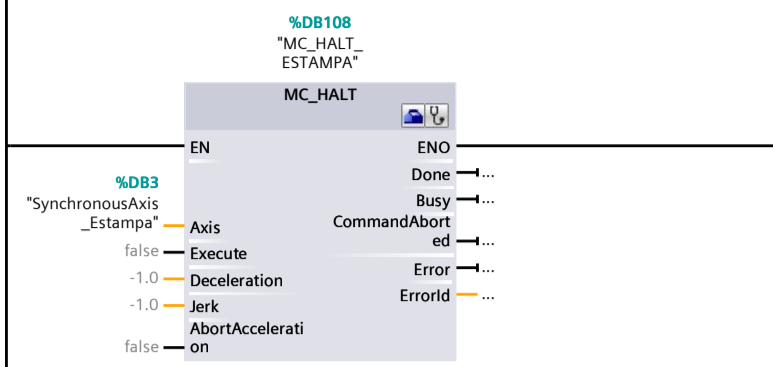 %DB108
"MC_HALT_
ESTAMPA"
MC_HALT
EN ENO
Done ...
%DB3
Busy ...
"SynchronousAxis
_Estampa" Axis
CommandAbort
ed ...
false Execute
Error ...
-1.0 Deceleration
ErrorId ...
-1.0 Jerk
AbortAccelerati
false on